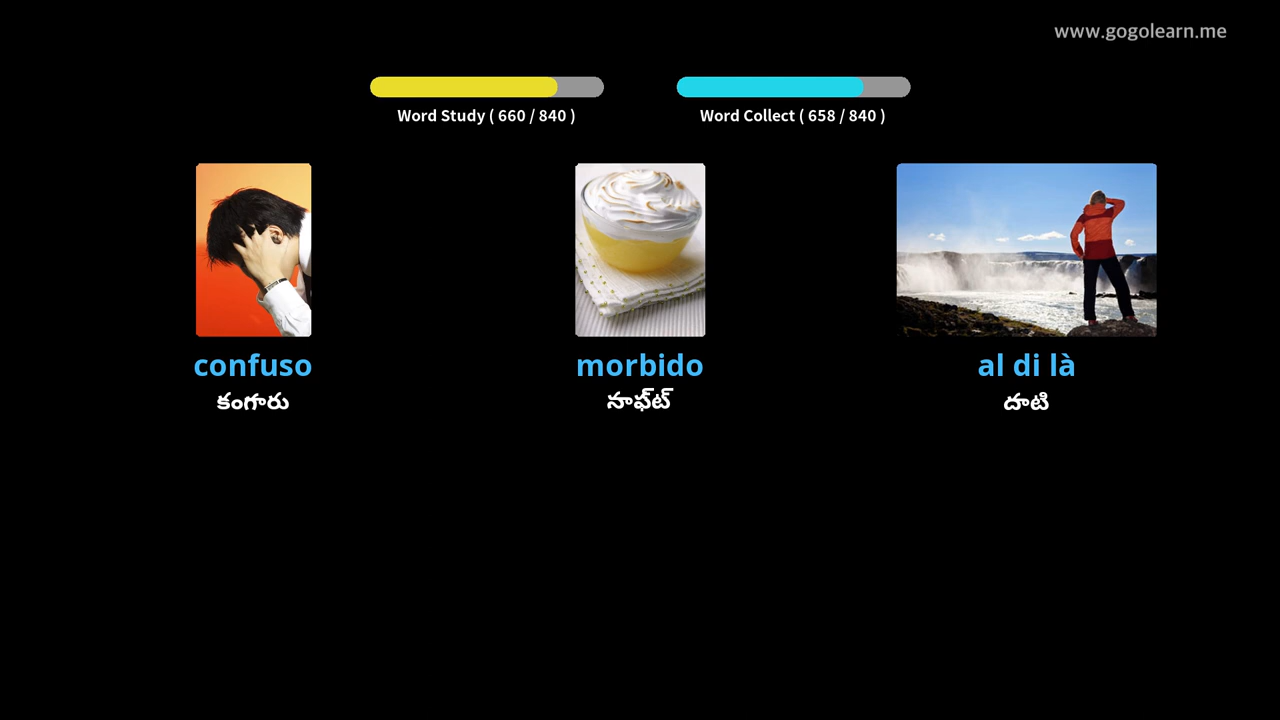 www.gogolearn.me
Word Study ( 660 / 840 )
Word Collect ( 658 / 840 )
confuso
కంగారు
morbido
సాఫ్ట్
al di là
దాటి